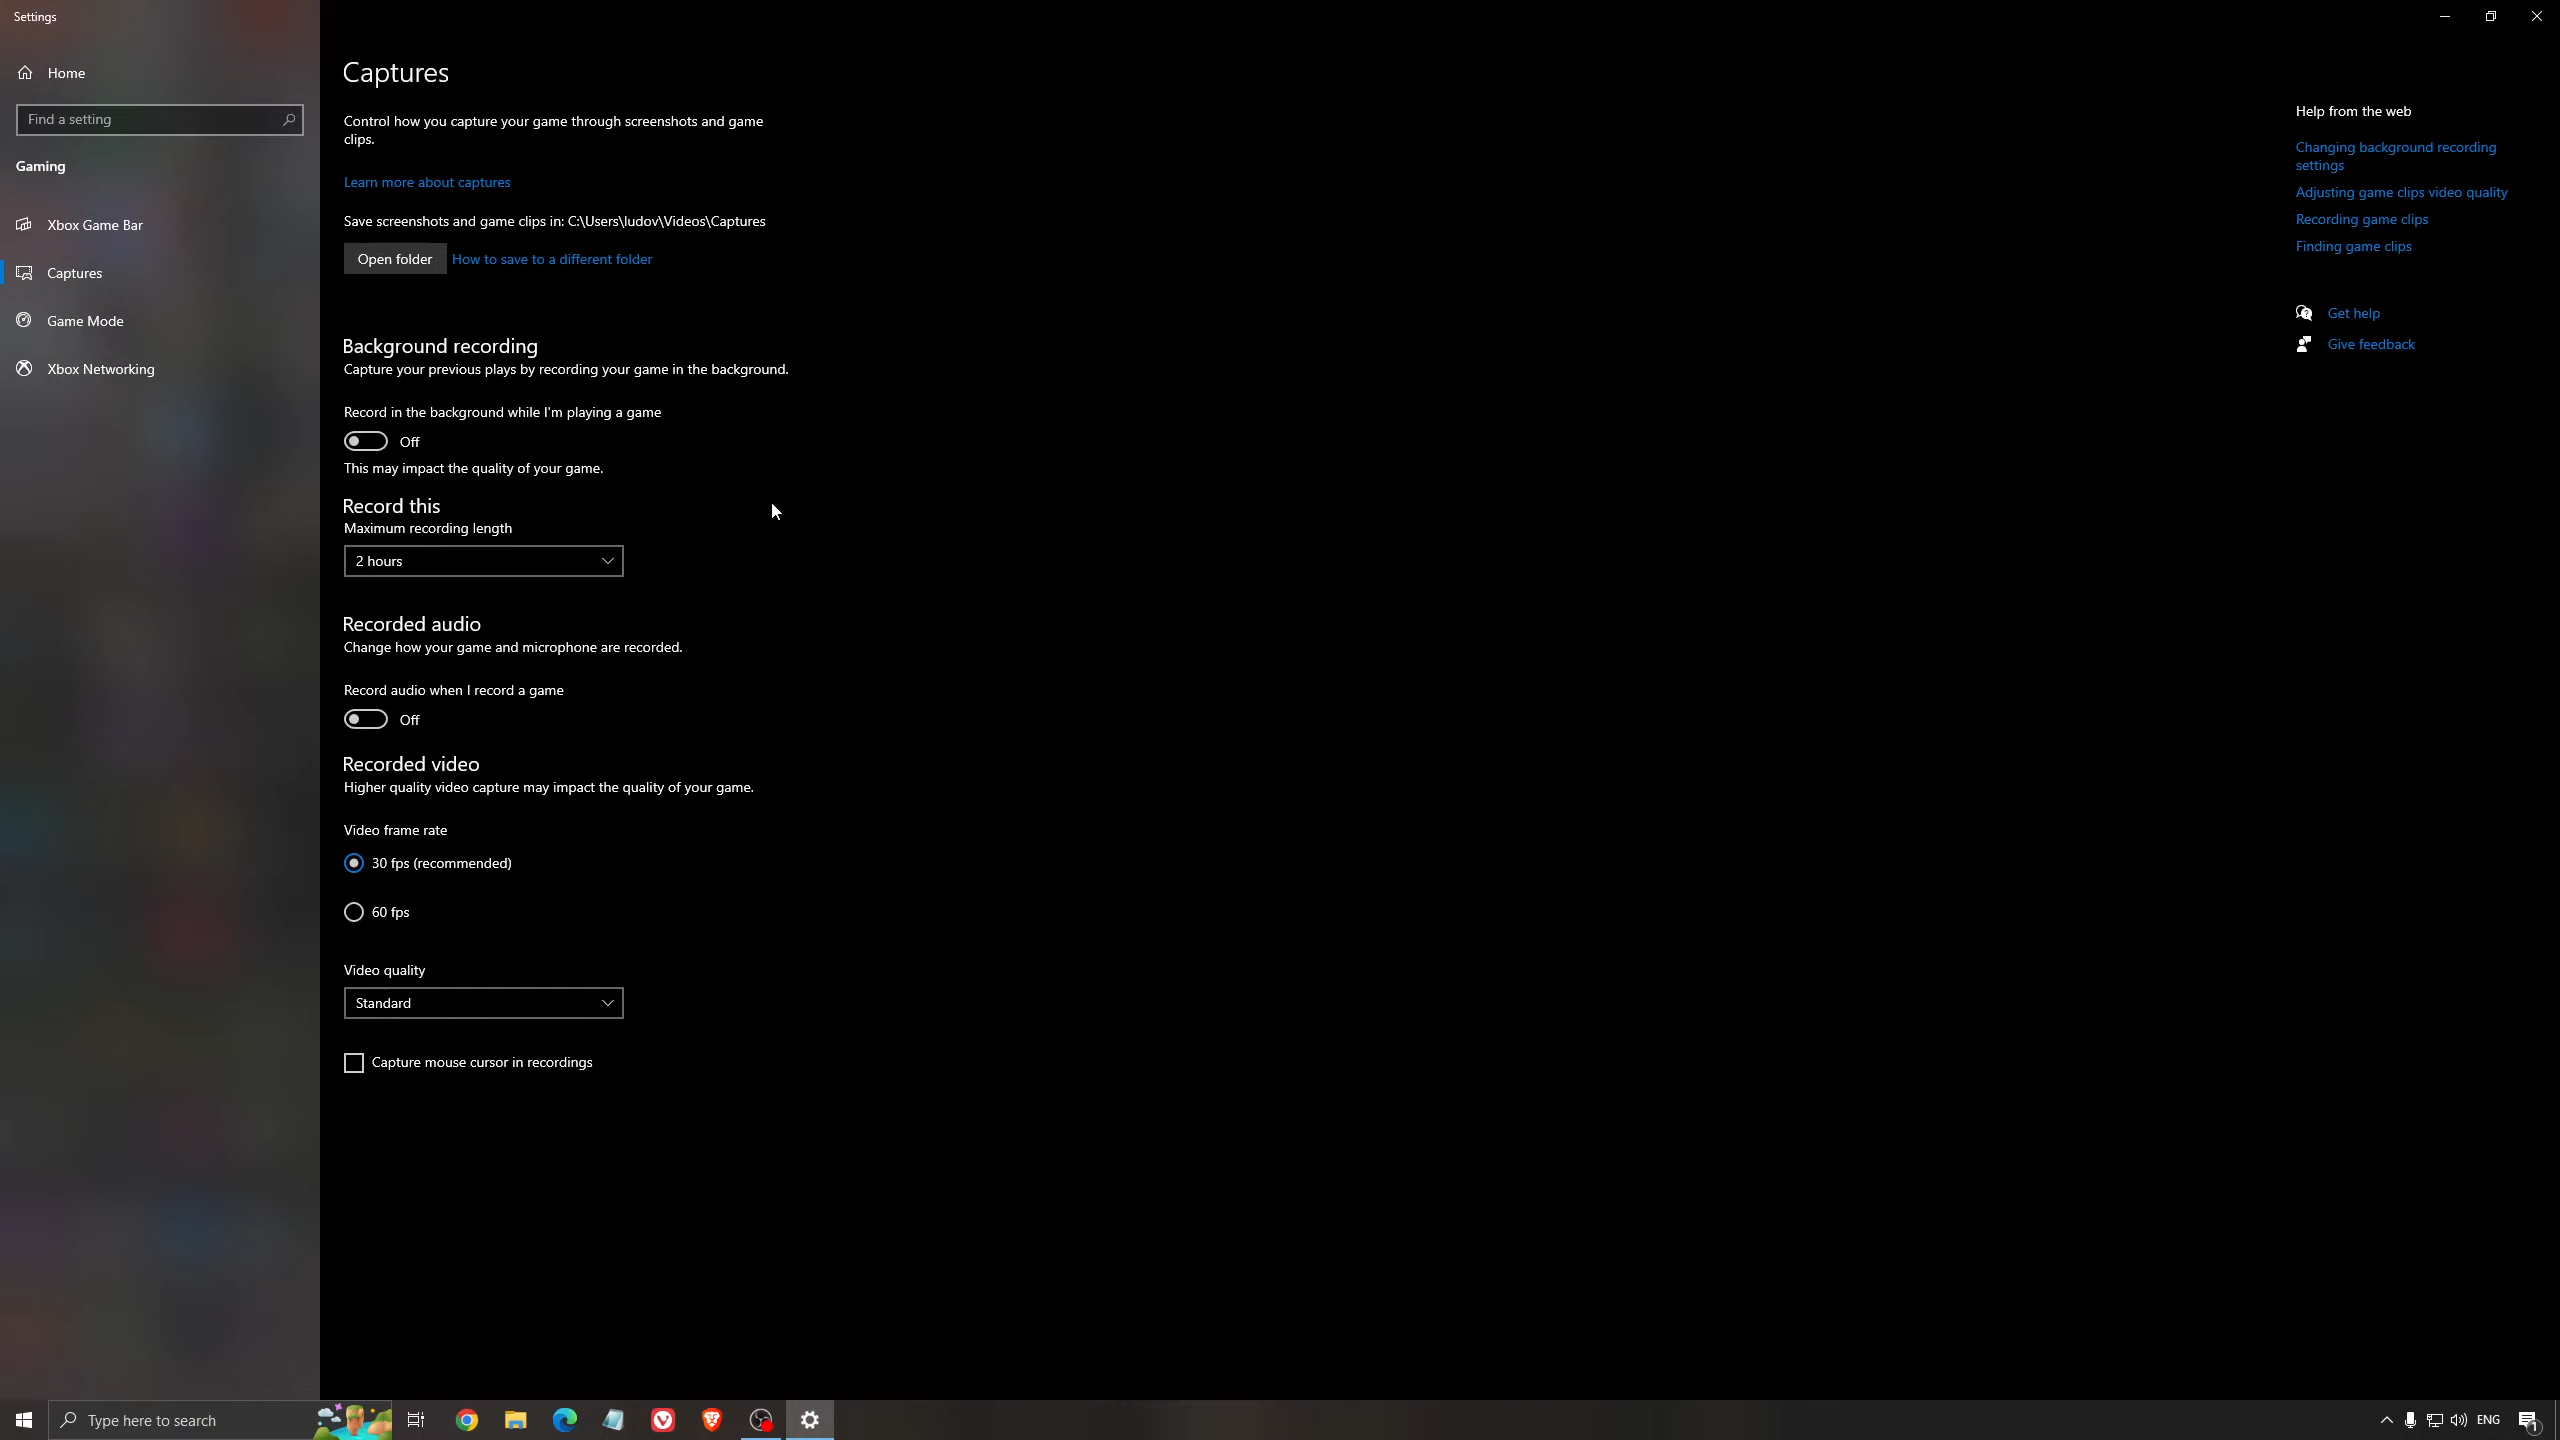 Settings
Home
Find a setting
Gaming
Xbox Game Bar
Captures
Game Mode
Xbox Networking
Captures
Control how you capture your game through screenshots and game
clips.
Learn more about captures
Save screenshots and game clips in: C:\Users\ludov\Videos\Captures
Open folder
How to save to a different folder
Background recording
Capture your previous plays by recording your game in the background.
Record in the background while I'm playing a game
Off
This may impact the quality of your game.
Record this
Maximum recording length
2 hours
Recorded audio
Change how your game and microphone are recorded.
Record audio when I record a game
Off
Recorded video
Higher quality video capture may impact the quality of your game.
Video frame rate
30 fps (recommended)
60 fps
Video quality
Standard
Capture mouse cursor in recordings
Help from the web
Changing background recording
settings
Adjusting game clips video quality
Recording game clips
Finding game clips
Get help
Give feedback
Type here to search
ENG
1